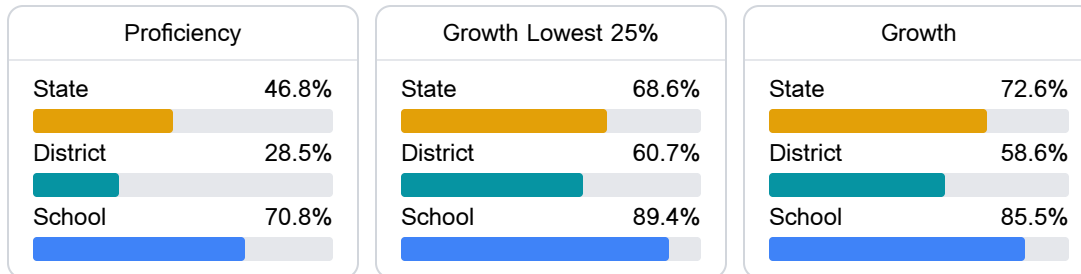 Proficiency
State 46.8%
District 28.5%
School 70.8%
Growth Lowest 25%
State 68.6%
District 60.7%
School 89.4%
Growth
State 72.6%
District 58.6%
School 85.5%